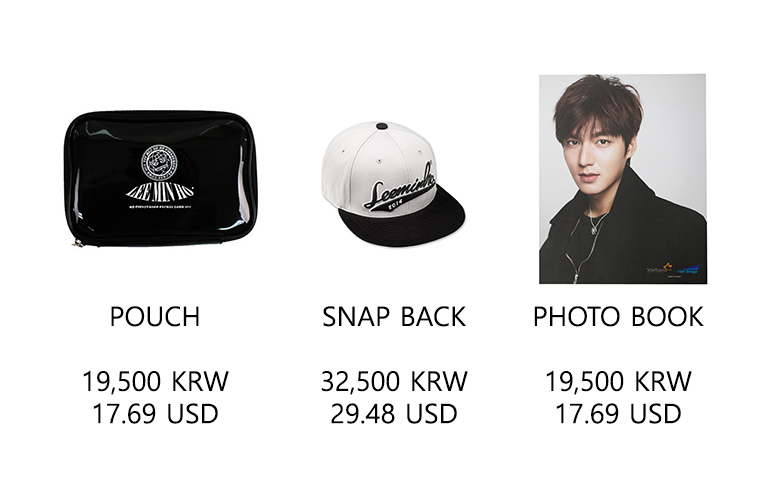 LEE MIN HO.
Leeminho
2014
POUCH
SNAP BACK
PHOTO BOOK
19,500 KRW
17.69 USD
32,500 KRW
29.48 USD
19,500 KRW
17.69 USD